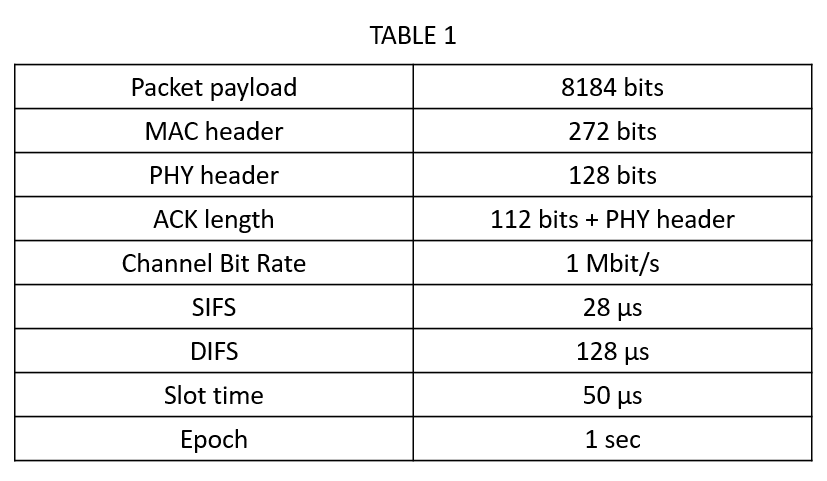 TABLE 1
Packet payload 8184 bits
MAC header 272 bits
PHY header 128 bits
ACK length 112 bits + PHY header
Channel Bit Rate 1 Mbit/s
SIFS 28 µs
DIFS 128 µs
Slot time 50 µs
Epoch 1 sec